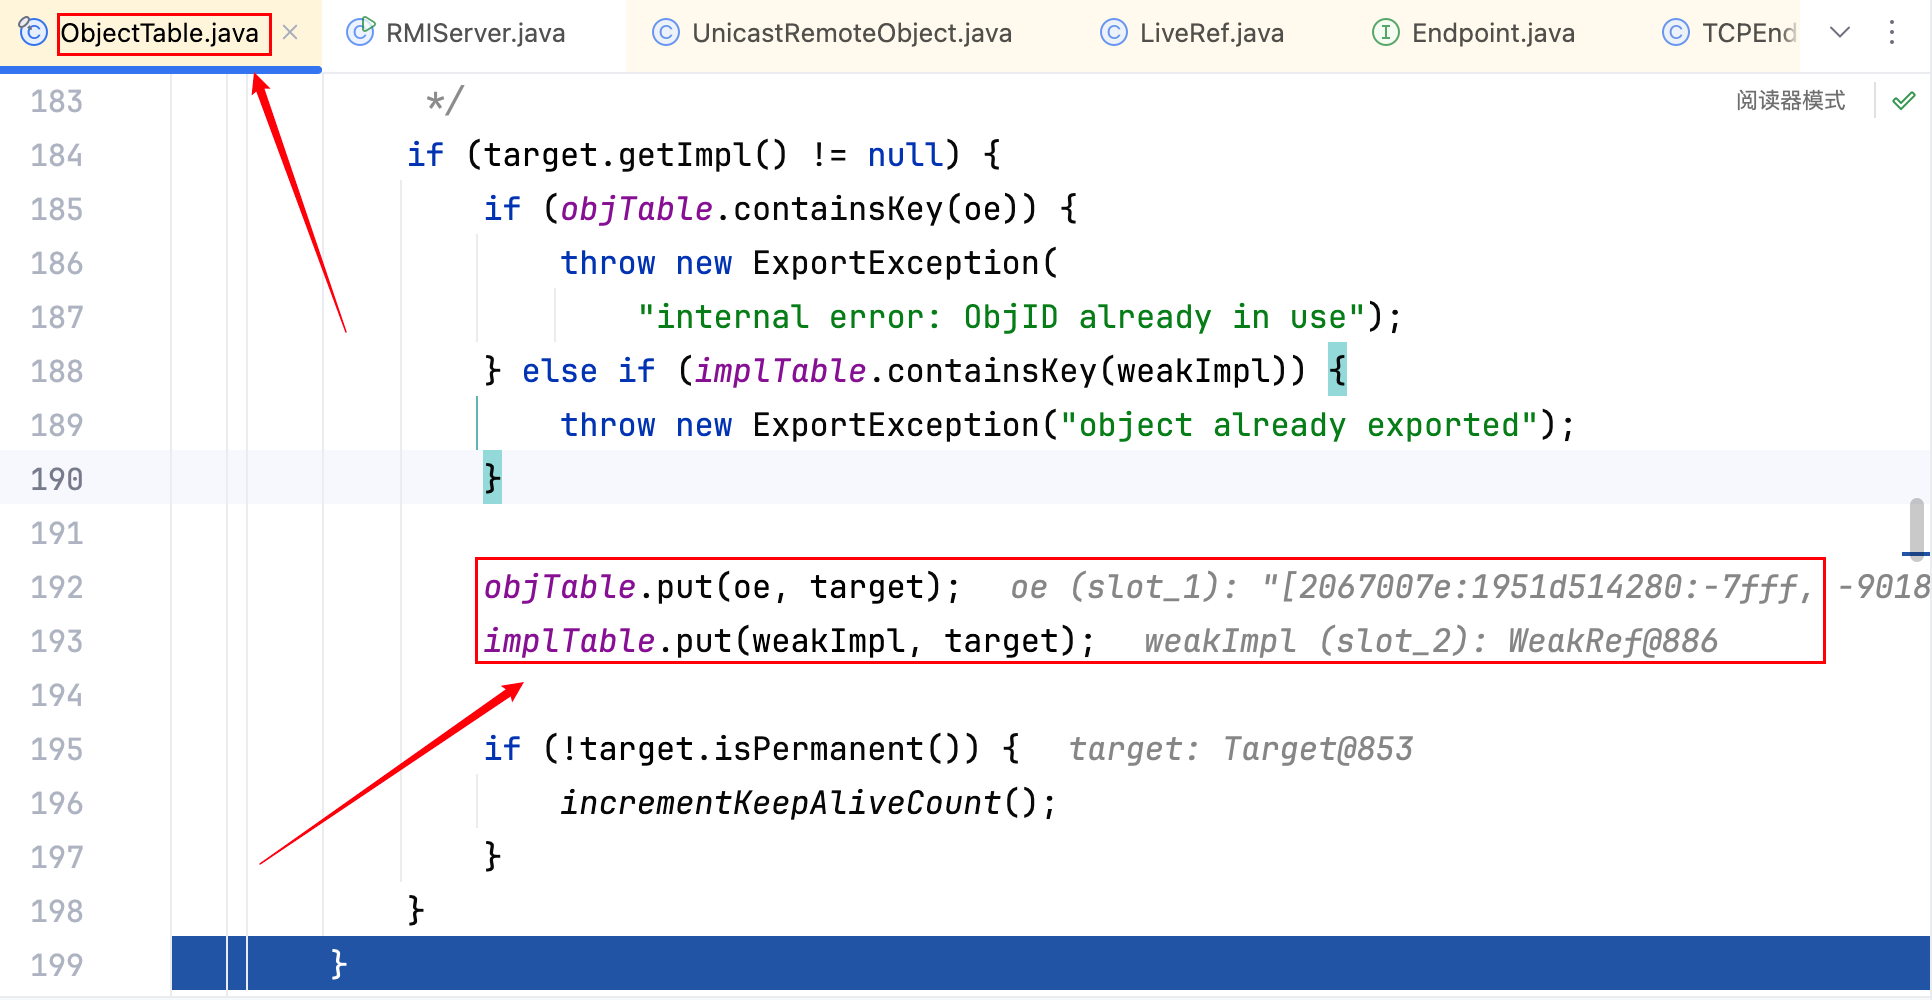 ObjectTable.java RMIServer.java UnicastRemoteObject.java LiveRef.java Endpoint.java TCPEnd
阅读器模式
183 */
184 if (target.getImpl() != null) {
185 if (objTable.containsKey(oe)) {
186 throw new ExportException(
187 "internal error: ObjID already in use");
188 } else if (implTable.containsKey(weakImpl)) {
189 throw new ExportException("object already exported");
190 }
191
192 objTable.put(oe, target); oe (slot_1): "[2067007e:1951d514280:-7fff, -9018
193 implTable.put(weakImpl, target); weakImpl (slot_2): WeakRef@886
194
195 if (!target.isPermanent()) { target: Target@853
196 incrementKeepAliveCount();
197 }
198 }
199 }